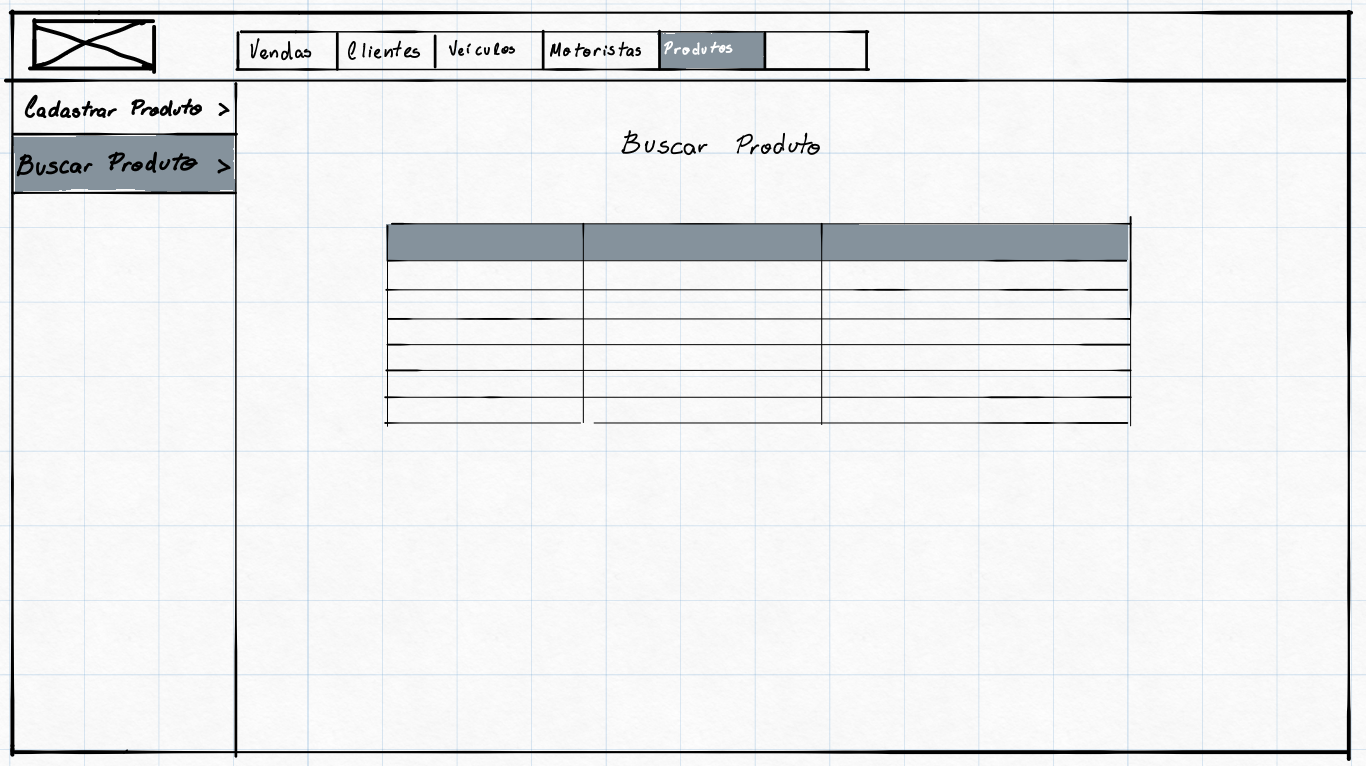 Vendas Clientes Veículos Motoristas Produtos
Cadastrar Produto >
Buscar Produto >
Buscar Produto